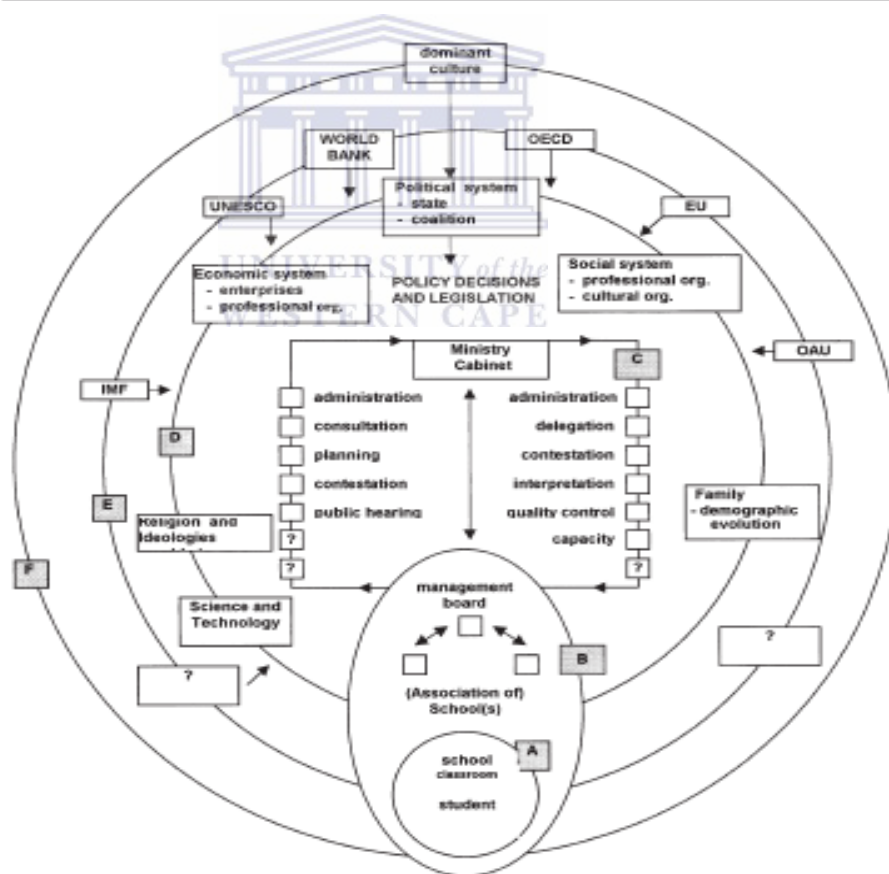 dominant
culture
WORLD
BANK
OECD
Political system
- state
- coalition
UNESCO
EU
UNIVERSITY of the
WESTERN CAPE
Economic system
- enterprises
- professional org.
POLICY DECISIONS
AND LEGISLATION
Social system
- professional org.
- cultural org.
Ministry
Cabinet
C
OAU
IMF
administration
consultation
planning
contestation
public hearing
?
?
administration
delegation
contestation
interpretation
quality control
capacity
?
D
E
F
Religion and
Ideologies
Family
- demographic
evolution
Science and
Technology
?
?
management
board
B
(Association of)
School(s)
A
school
classroom
student